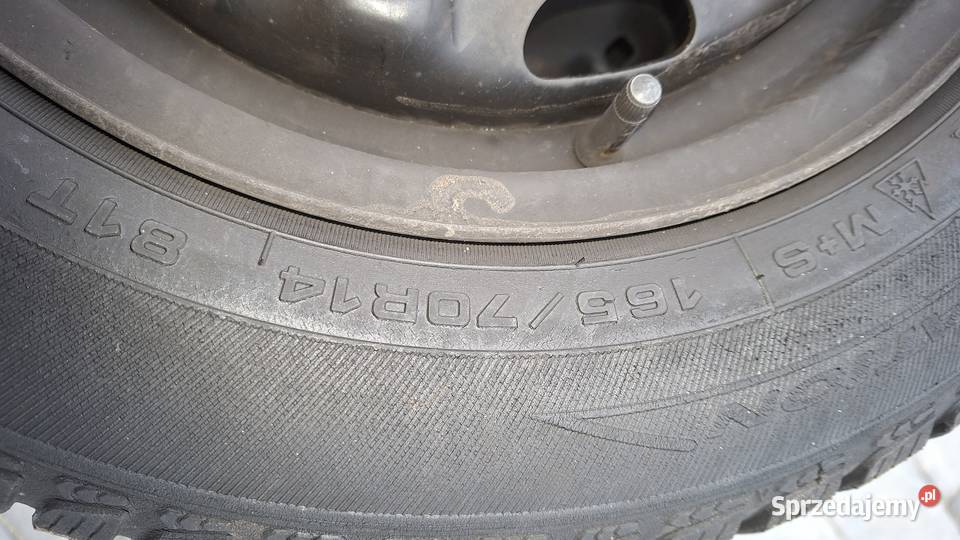 M+S
165/70R14
81T
Sprzedajemy.pl